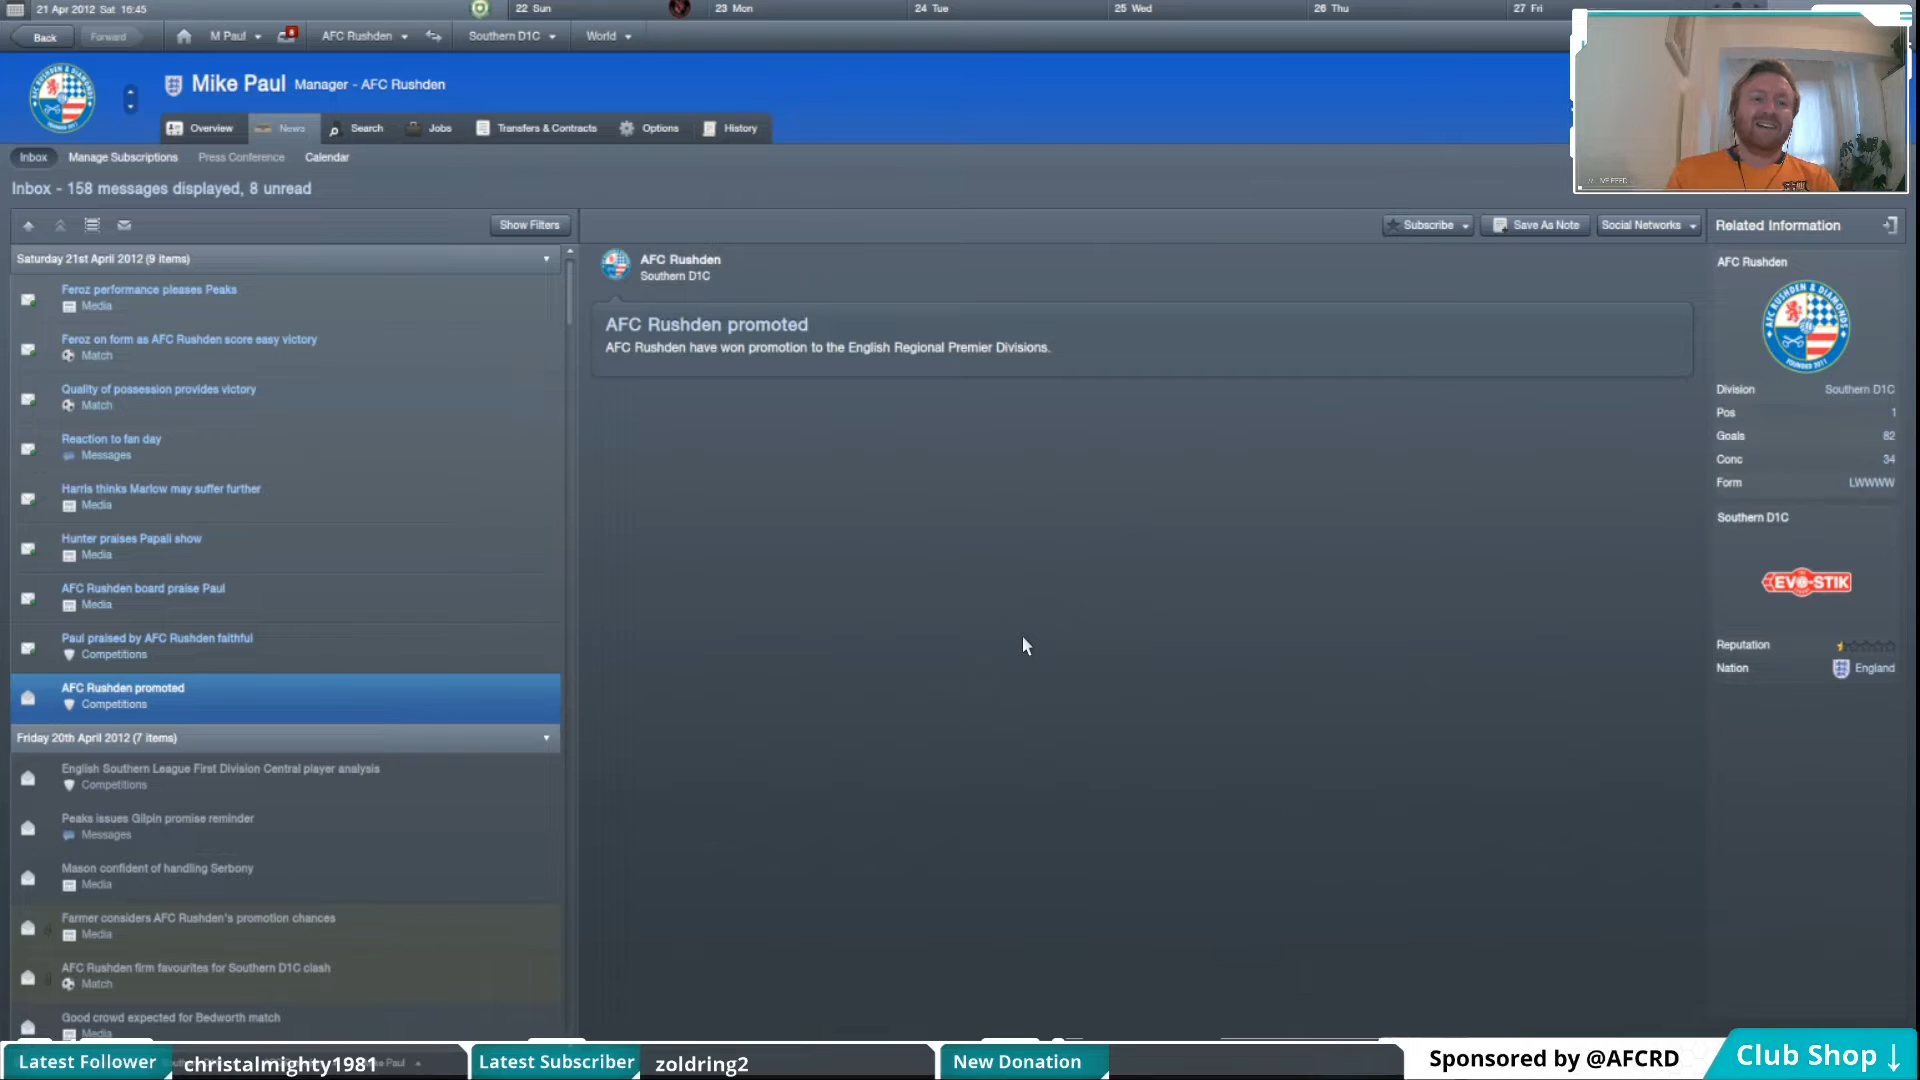 21 Apr 2012 Sat 16:45
22 Sun
23 Mon
24 Tue
25 Wed
26 Thu
27 Fri
Back
Forward
M Paul
AFC Rushden
Southern D1C
World
Mike Paul Manager - AFC Rushden
Overview
News
Search
Jobs
Transfers & Contracts
Options
History
Inbox
Manage Subscriptions
Press Conference
Calendar
Inbox - 158 messages displayed, 8 unread
Show Filters
Subscribe
Save As Note
Social Networks
Related Information
Saturday 21st April 2012 (9 items)
Feroz performance pleases Peaks
Media
Feroz on form as AFC Rushden score easy victory
Match
Quality of possession provides victory
Match
Reaction to fan day
Messages
Harris thinks Marlow may suffer further
Media
Hunter praises Papali show
Media
AFC Rushden board praise Paul
Media
Paul praised by AFC Rushden faithful
Competitions
AFC Rushden promoted
Competitions
Friday 20th April 2012 (7 items)
English Southern League First Division Central player analysis
Competitions
Peaks issues Gilpin promise reminder
Messages
Mason confident of handling Serbony
Media
Farmer considers AFC Rushden's promotion chances
Media
AFC Rushden firm favourites for Southern D1C clash
Match
Good crowd expected for Bedworth match
Media
AFC Rushden
Southern D1C
AFC Rushden promoted
AFC Rushden have won promotion to the English Regional Premier Divisions.
AFC Rushden
AFC RUSHDEN & DIAMONDS
FOUNDED 2011
Division Southern D1C
Pos 1
Goals 82
Conc 34
Form LWWWW
Southern D1C
EVO-STIK
Reputation
Nation England
Latest Follower
christalmighty1981
Latest Subscriber
zoldring2
New Donation
Sponsored by @AFCRD
Club Shop ↓